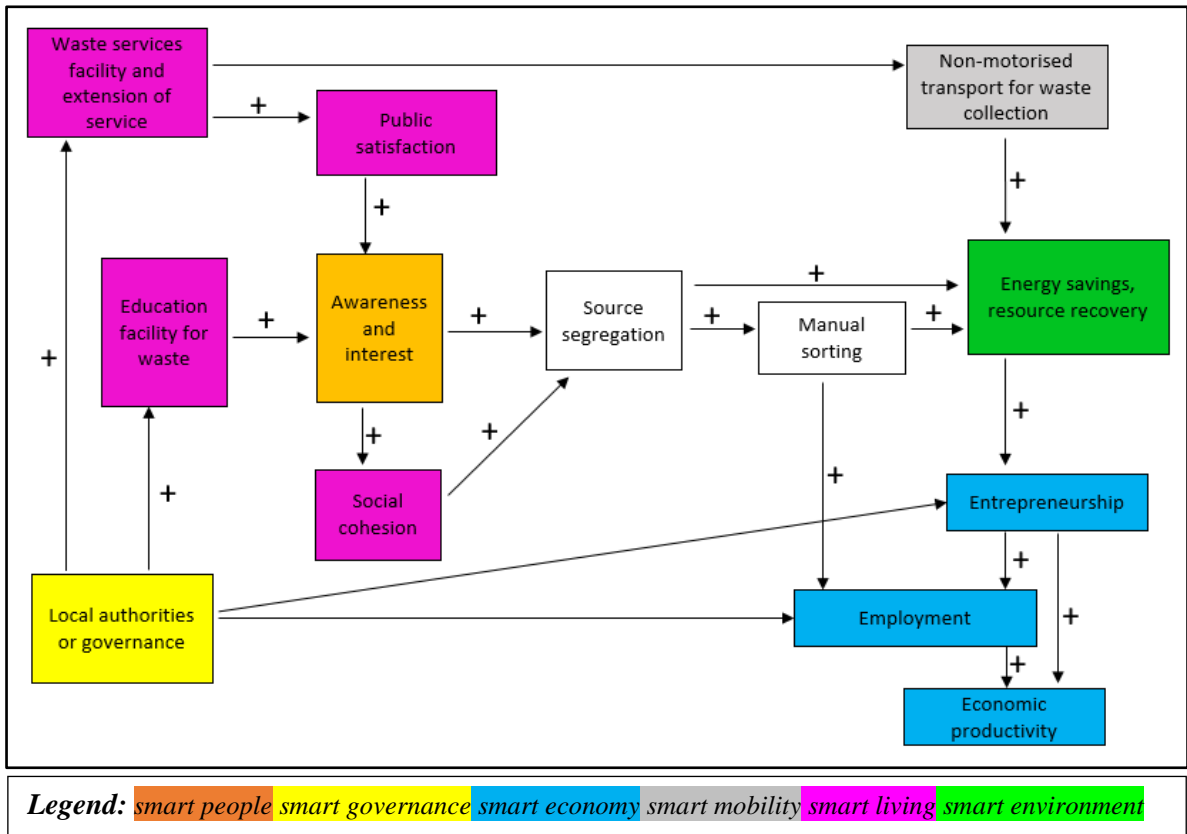 Waste services
facility and
extension of
service
Non-motorised
transport for waste
collection
+
Public
satisfaction
+
+
Education
facility for
waste
+
Awareness and
interest
+
Source
segregation
+
+
Manual
sorting
+
Energy savings,
resource recovery
+
+
+
+
+
+
Social
cohesion
Entrepreneurship
+
+
Local authorities
or governance
Employment
+
Economic
productivity
Legend: smart people smart governance smart economy smart mobility smart living smart environment